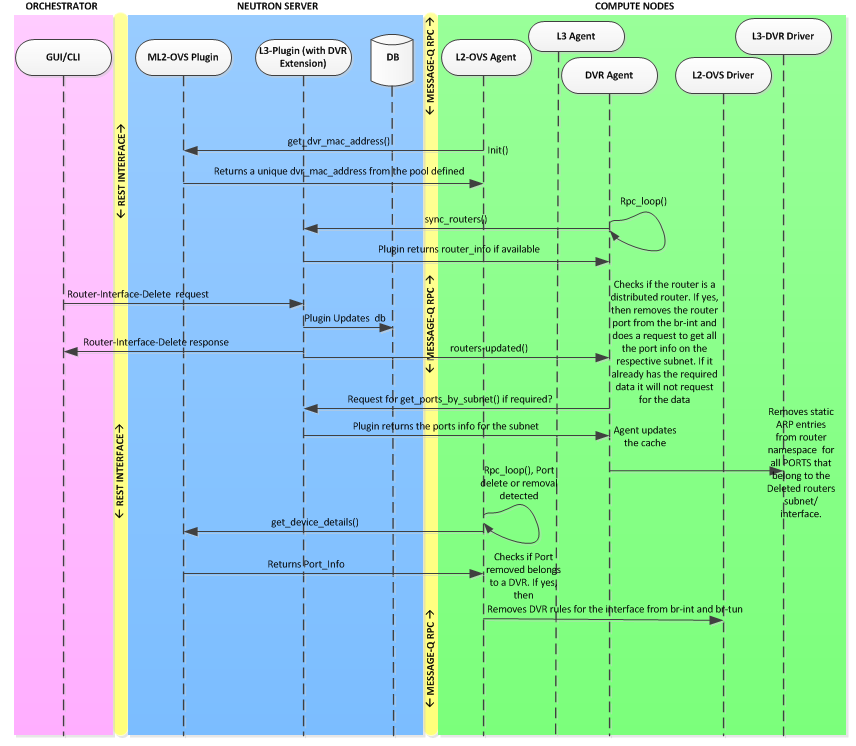 ORCHESTRATOR
NEUTRON SERVER
COMPUTE NODES
GUI/CLI
ML2-OVS Plugin
L3-Plugin (with DVR
Extension)
DB
L2-OVS Agent
L3 Agent
DVR Agent
L2-OVS Driver
L3-DVR Driver
MESSAGE-Q RPC
REST INTERFACE
get_dvr_mac_address()
Init()
Returns a unique dvr_mac_address from the pool defined
Rpc_loop()
sync_routers()
Plugin returns router_info if available
MESSAGE-Q RPC
Router-Interface-Delete request
Plugin Updates db
Router-Interface-Delete response
routers-updated()
Checks if the router is a
distributed router. If yes,
then removes the router
port from the br-int and
does a request to get all
the port info on the
respective subnet. If it
already has the required
data it will not request
for the data
Request for get_ports_by_subnet() if required?
Plugin returns the ports info for the subnet
Agent updates
the cache
Removes static
ARP entries
from router
namespace for
all PORTS that
belong to the
Deleted routers
subnet/
interface.
REST INTERFACE
Rpc_loop(), Port
delete or removal
detected
get_device_details()
Returns Port_Info
Checks if Port
removed belongs
to a DVR. If yes,
then
Removes DVR rules for the interface from br-int and br-tun
MESSAGE-Q RPC